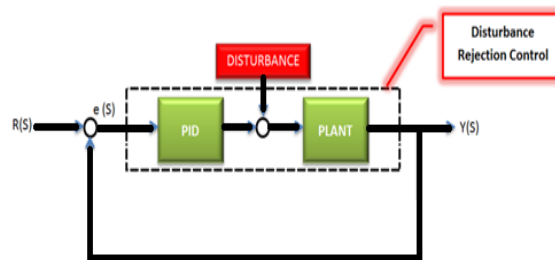 Disturbance
Rejection Control
DISTURBANCE
e (S)
R(S)
PID
PLANT
Y(S)